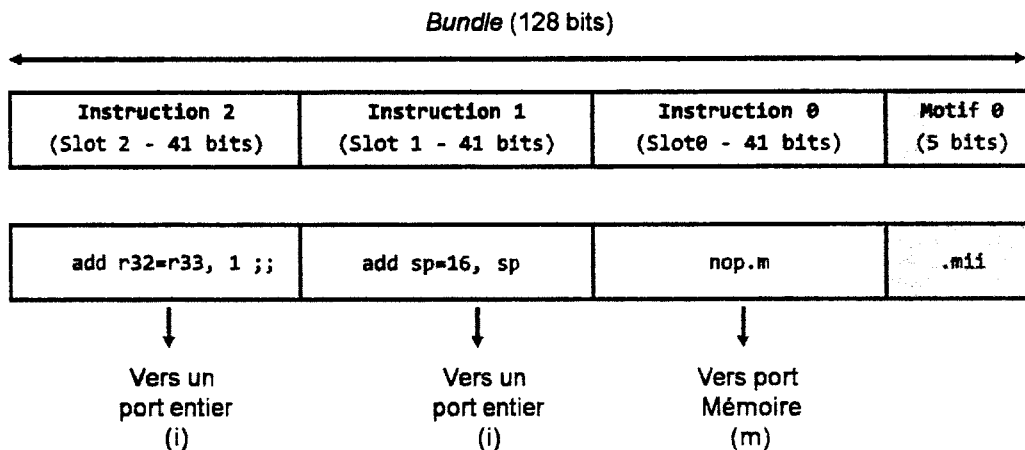 Bundle (128 bits)
Instruction 2
(Slot 2 - 41 bits)
Instruction 1
(Slot 1 - 41 bits)
Instruction 0
(Slot0 - 41 bits)
Motif 0
(5 bits)
add r32=r33, 1 ;;
add sp=16, sp
nop.m
.mii
Vers un
port entier
(i)
Vers un
port entier
(i)
Vers port
Mémoire
(m)